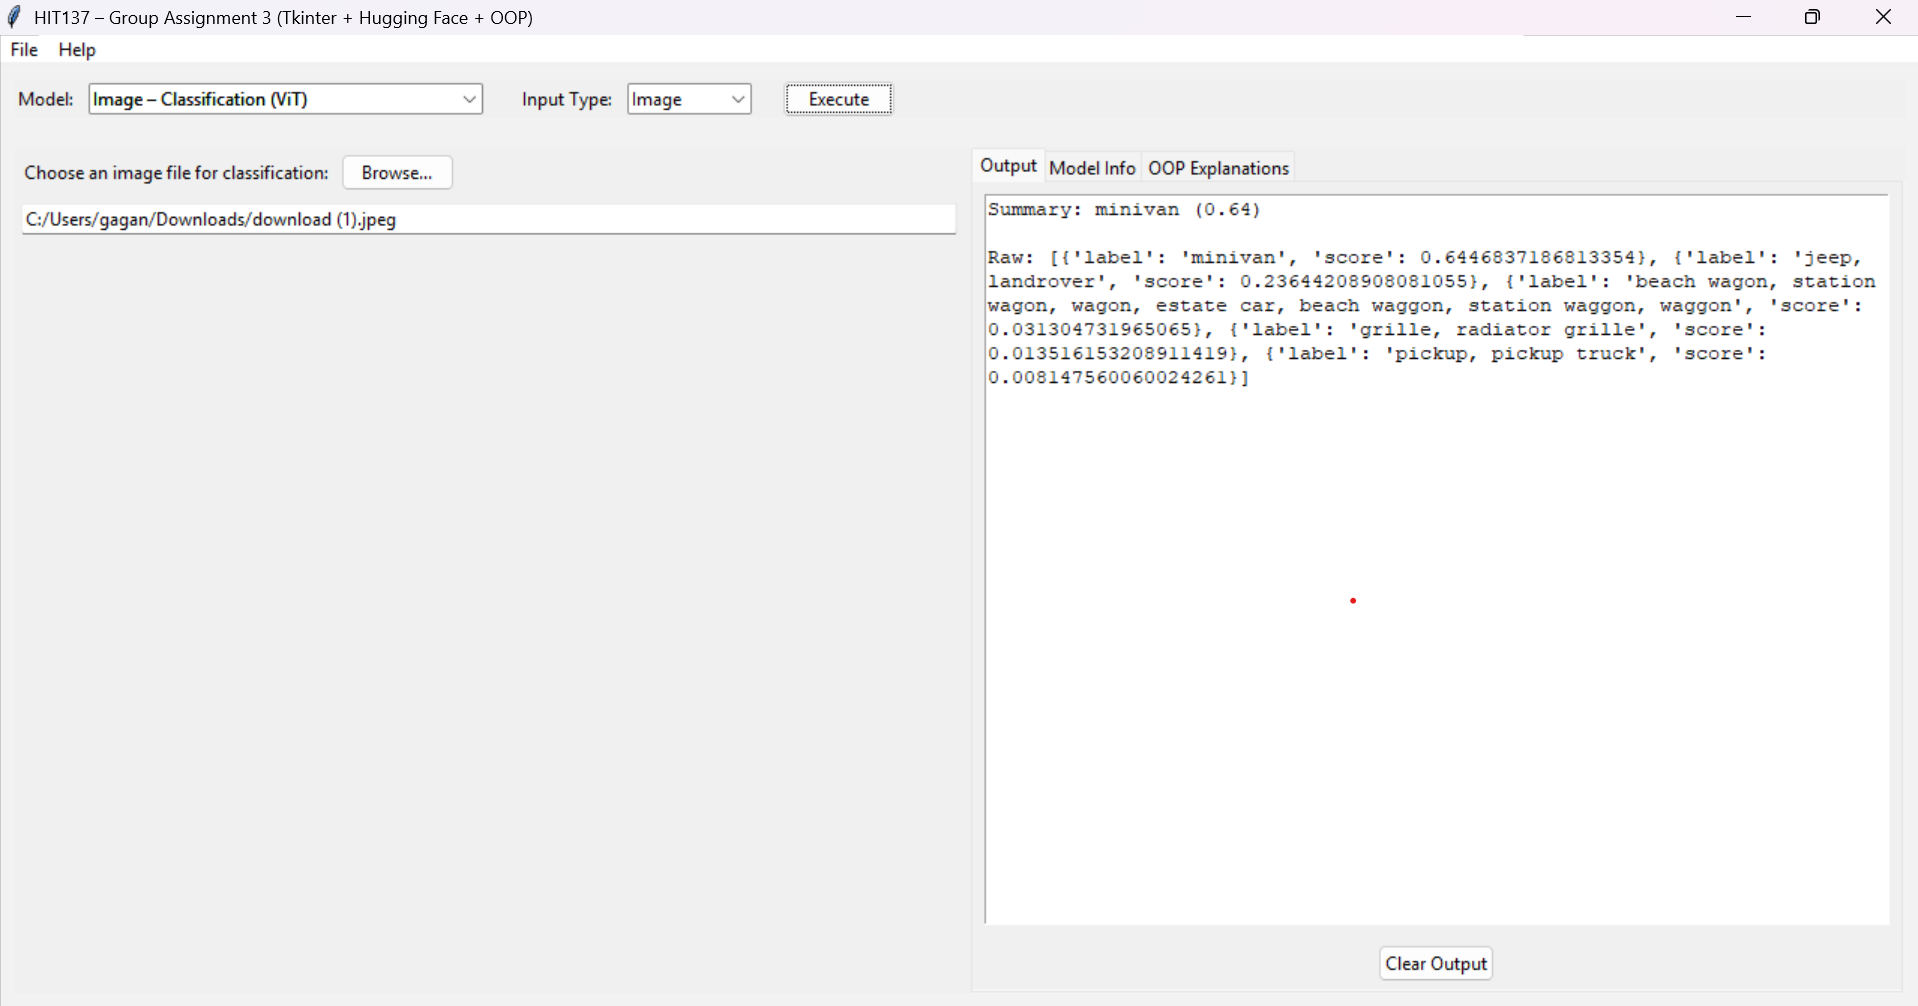 HIT137 – Group Assignment 3 (Tkinter + Hugging Face + OOP)
File Help
Model: Image – Classification (ViT) Input Type: Image Execute
Choose an image file for classification: Browse...
C:/Users/gagan/Downloads/download (1).jpeg
Output Model Info OOP Explanations
Summary: minivan (0.64)
Raw: [{'label': 'minivan', 'score': 0.6446837186813354}, {'label': 'jeep,
landrover', 'score': 0.23644208908081055}, {'label': 'beach wagon, station
wagon, wagon, estate car, beach waggon, station waggon, waggon', 'score':
0.031304731965065}, {'label': 'grille, radiator grille', 'score':
0.013516153208911419}, {'label': 'pickup, pickup truck', 'score':
0.008147560060024261}]
Clear Output